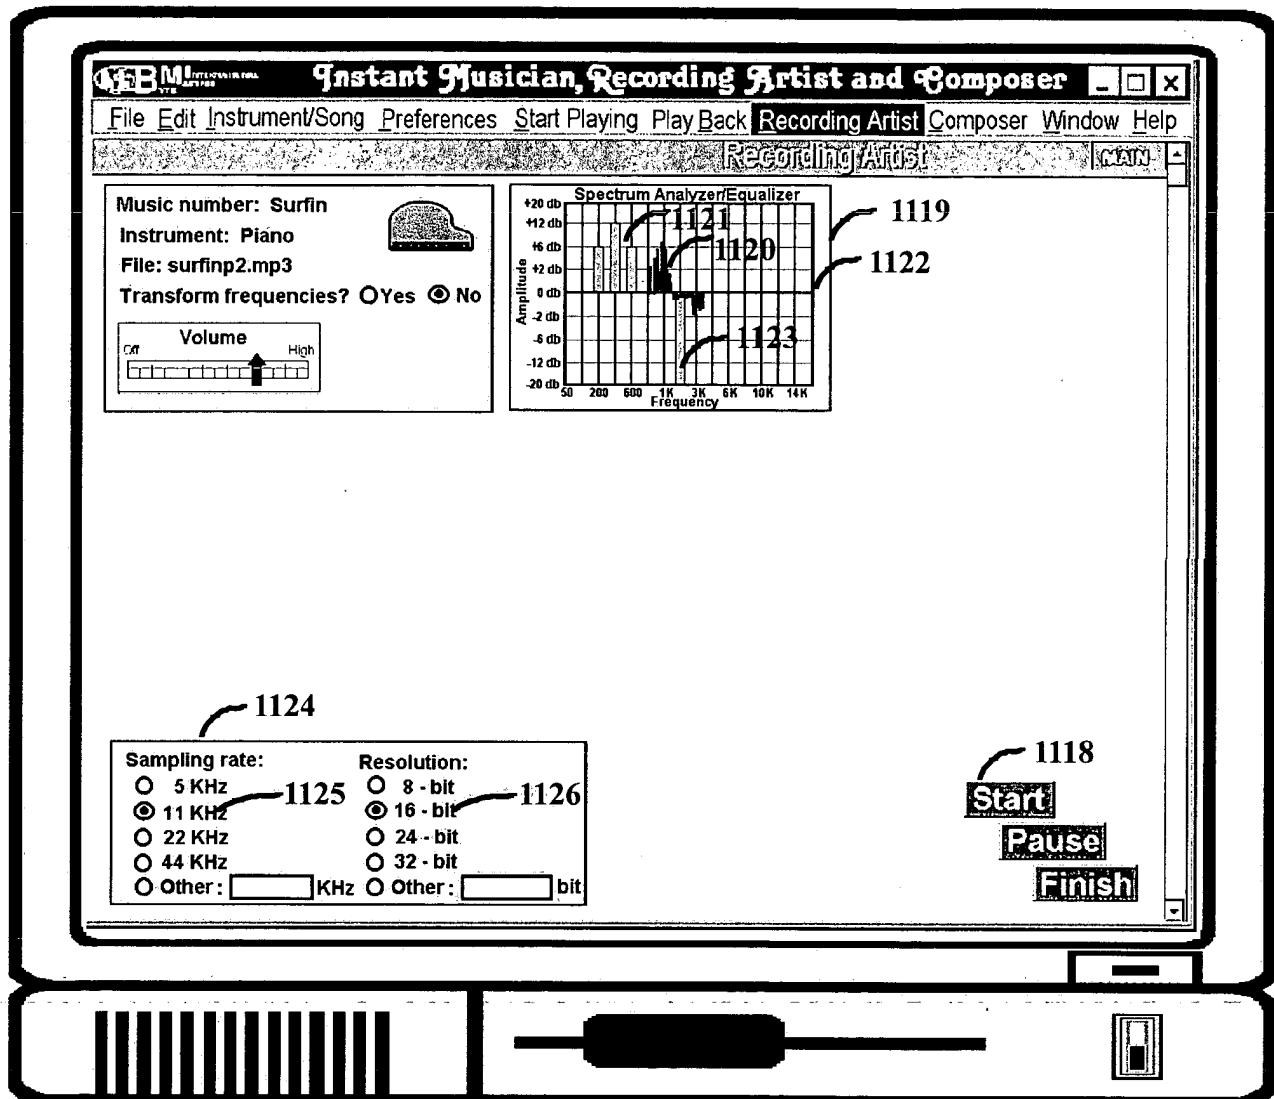 Instant Musician, Recording Artist and Composer
File Edit Instrument/Song Preferences Start Playing Play Back Recording Artist Composer Window Help
Recording Artist MAIN
Music number: Surfin
Instrument: Piano
File: surfinp2.mp3
Transform frequencies? Yes No
Volume
Off High
Spectrum Analyzer/Equalizer
+20 db
+12 db
+6 db
+2 db
0 db
-2 db
-6 db
-12 db
-20 db
Amplitude
50 200 600 1K 3K 6K 10K 14K
Frequency
1121
1120
1119
1122
1123
1124
Sampling rate: Resolution:
5 KHz 8 - bit
11 KHz 1125 16 - bit 1126
22 KHz 24 - bit
44 KHz 32 - bit
Other: KHz Other: bit
1118
Start
Pause
Finish